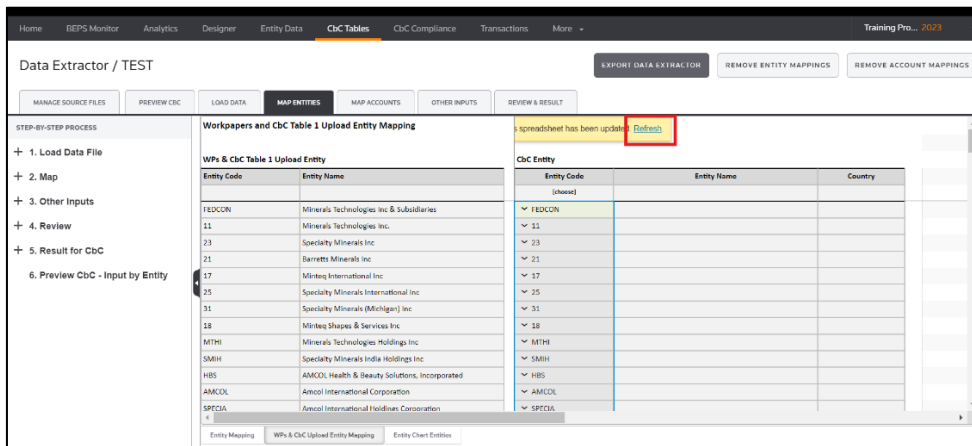 Home BEPS Monitor Analytics Designer Entity Data CbC Tables CbC Compliance Transactions More Training Pro... 2023
Data Extractor / TEST EXPORT DATA EXTRACTOR REMOVE ENTITY MAPPINGS REMOVE ACCOUNT MAPPINGS
MANAGE SOURCE FILES PREVIEW CBC LOAD DATA MAP ENTITIES MAP ACCOUNTS OTHER INPUTS REVIEW & RESULT
STEP-BY-STEP PROCESS
+ 1. Load Data File
+ 2. Map
+ 3. Other Inputs
+ 4. Review
+ 5. Result for CbC
6. Preview CbC - Input by Entity
Workpapers and CbC Table 1 Upload Entity Mapping
s spreadsheet has been updated Refresh
WPs & CbC Table 1 Upload Entity CbC Entity
Entity Code Entity Name Entity Code Entity Name Country
[choose]
FEDCON Minerals Technologies Inc & Subsidiaries FEDCON
11 Minerals Technologies Inc. 11
23 Specialty Minerals Inc 23
21 Barretts Minerals Inc 21
17 Minteq International Inc 17
25 Specialty Minerals International Inc 25
31 Specialty Minerals (Michigan) Inc 31
18 Minteq Shapes & Services Inc 18
MTHI Minerals Technologies Holdings Inc MTHI
SMIH Specialty Minerals India Holdings Inc SMIH
HBS AMCOL Health & Beauty Solutions, Incorporated HBS
AMCOL Amcol International Corporation AMCOL
SPECIA Amcol International Holdings Corporation SPECIA
Entity Mapping WPs & CbC Upload Entity Mapping Entity Chart Entities